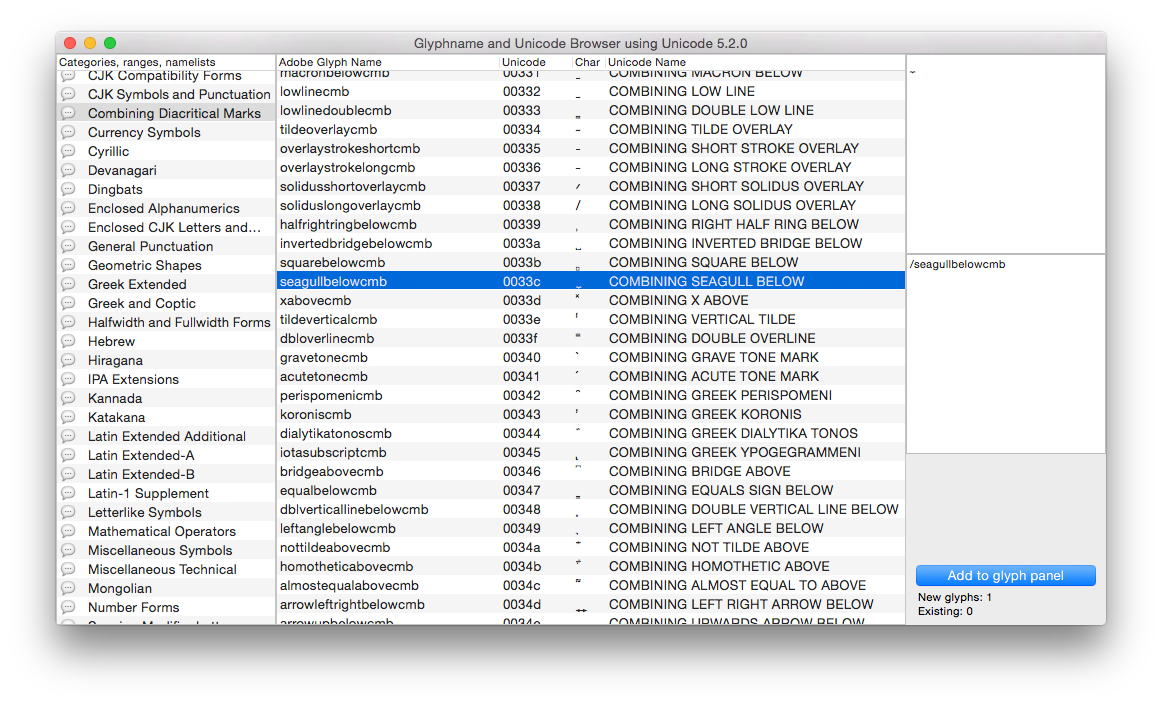 Glyphname and Unicode Browser using Unicode 5.2.0
Categories, ranges, namelists
CJK Compatibility Forms
CJK Symbols and Punctuation
Combining Diacritical Marks
Currency Symbols
Cyrillic
Devanagari
Dingbats
Enclosed Alphanumerics
Enclosed CJK Letters and…
General Punctuation
Geometric Shapes
Greek Extended
Greek and Coptic
Halfwidth and Fullwidth Forms
Hebrew
Hiragana
IPA Extensions
Kannada
Katakana
Latin Extended Additional
Latin Extended-A
Latin Extended-B
Latin-1 Supplement
Letterlike Symbols
Mathematical Operators
Miscellaneous Symbols
Miscellaneous Technical
Mongolian
Number Forms
Adobe Glyph Name Unicode Char Unicode Name
macronbelowcmb 00331 COMBINING MACRON BELOW
lowlinecmb 00332 COMBINING LOW LINE
lowlinedoublecmb 00333 COMBINING DOUBLE LOW LINE
tildeoverlaycmb 00334 COMBINING TILDE OVERLAY
overlaystrokeshortcmb 00335 COMBINING SHORT STROKE OVERLAY
overlaystrokelongcmb 00336 COMBINING LONG STROKE OVERLAY
solidusshortoverlaycmb 00337 COMBINING SHORT SOLIDUS OVERLAY
soliduslongoverlaycmb 00338 COMBINING LONG SOLIDUS OVERLAY
halfrightringbelowcmb 00339 COMBINING RIGHT HALF RING BELOW
invertedbridgebelowcmb 0033a COMBINING INVERTED BRIDGE BELOW
squarebelowcmb 0033b COMBINING SQUARE BELOW
seagullbelowcmb 0033c COMBINING SEAGULL BELOW
xabovecmb 0033d COMBINING X ABOVE
tildeverticalcmb 0033e COMBINING VERTICAL TILDE
dbloverlinecmb 0033f COMBINING DOUBLE OVERLINE
gravetonecmb 00340 COMBINING GRAVE TONE MARK
acutetonecmb 00341 COMBINING ACUTE TONE MARK
perispomenicmb 00342 COMBINING GREEK PERISPOMENI
koroniscmb 00343 COMBINING GREEK KORONIS
dialytikatonoscmb 00344 COMBINING GREEK DIALYTIKA TONOS
iotasubscriptcmb 00345 COMBINING GREEK YPOGEGRAMMENI
bridgeabovecmb 00346 COMBINING BRIDGE ABOVE
equalbelowcmb 00347 COMBINING EQUALS SIGN BELOW
dblverticallinebelowcmb 00348 COMBINING DOUBLE VERTICAL LINE BELOW
leftanglebelowcmb 00349 COMBINING LEFT ANGLE BELOW
nottildeabovecmb 0034a COMBINING NOT TILDE ABOVE
homotheticabovecmb 0034b COMBINING HOMOTHETIC ABOVE
almostequalabovecmb 0034c COMBINING ALMOST EQUAL TO ABOVE
arrowleftrightbelowcmb 0034d COMBINING LEFT RIGHT ARROW BELOW
arrowupbelowcmb 0034e COMBINING UPWARDS ARROW BELOW
/seagullbelowcmb
Add to glyph panel
New glyphs: 1
Existing: 0